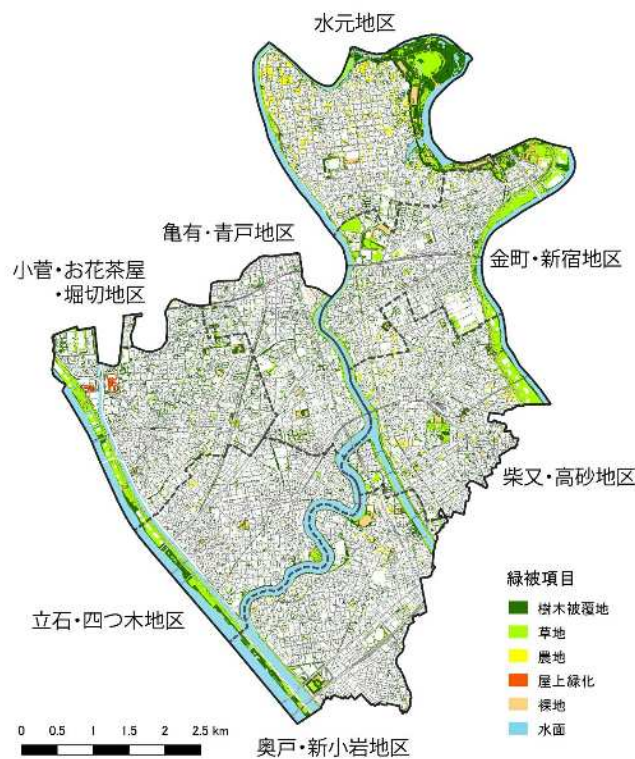 水元地区
亀有・青戸地区
小菅・お花茶屋
・堀切地区
金町・新宿地区
柴又・高砂地区
立石・四つ木地区
奥戸・新小岩地区
緑被項目
樹木被覆地
草地
農地
屋上緑化
裸地
水面
0 0.5 1 1.5 2 2.5 km